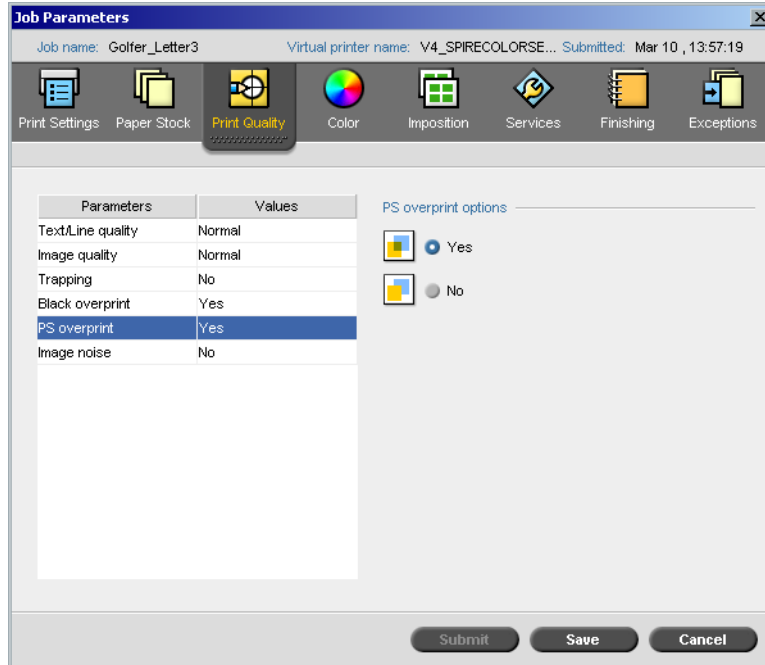 Job Parameters
Job name: Golfer_Letter3 Virtual printer name: V4_SPIRECOLORSE... Submitted: Mar 10 , 13:57:19
Print Settings Paper Stock Print Quality Color Imposition Services Finishing Exceptions
Parameters Values
Text/Line quality Normal
Image quality Normal
Trapping No
Black overprint Yes
PS overprint Yes
Image noise No
PS overprint options
Yes
No
Submit Save Cancel